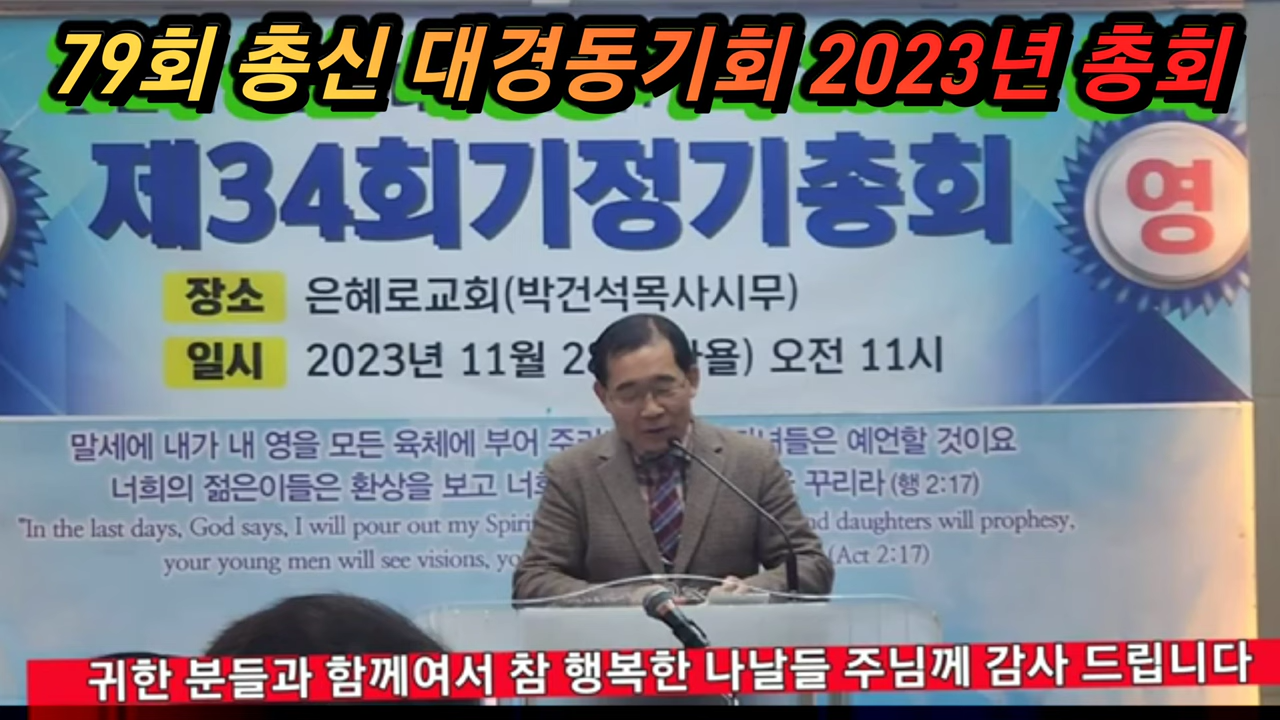 79회 총신 대경동기회 2023년 총회
제34회기정기총회
영
장소 은혜로교회(박건석목사시무)
일시 2023년 11월 2 오전 11시
말세에 내가 내 영을 모든 육체에 부어 예언할 것이요
너희의 젊은이들은 환상을 보고 꾸리라 (행 2:17)
"In the last days, God says, I will pour out my daughters will prophesy,
your young men will see visions, (Act 2:17)
귀한 분들과 함께여서 참 행복한 나날들 주님께 감사 드립니다